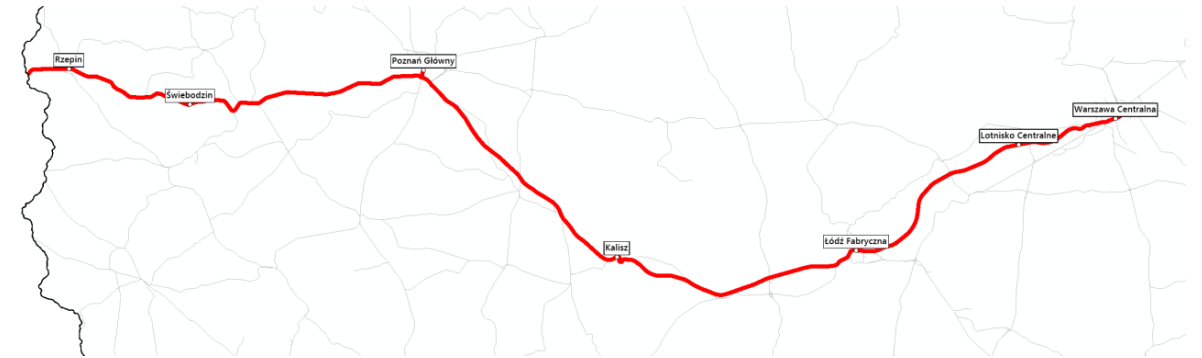 Rzepin
Świebodzin
Poznań Główny
Kalisz
Łódź Fabryczna
Lotnisko Centralne
Warszawa Centralna